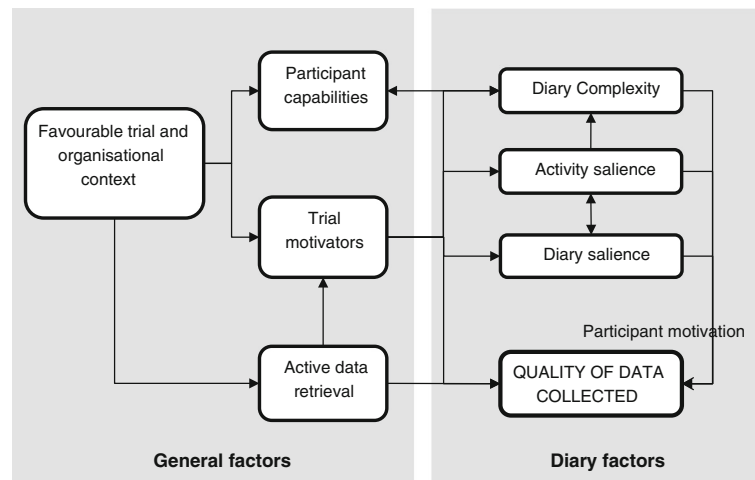 Favourable trial and
organisational
context
Participant
capabilities
Trial
motivators
Active data
retrieval
General factors
Diary Complexity
Activity salience
Diary salience
Participant motivation
QUALITY OF DATA
COLLECTED
Diary factors